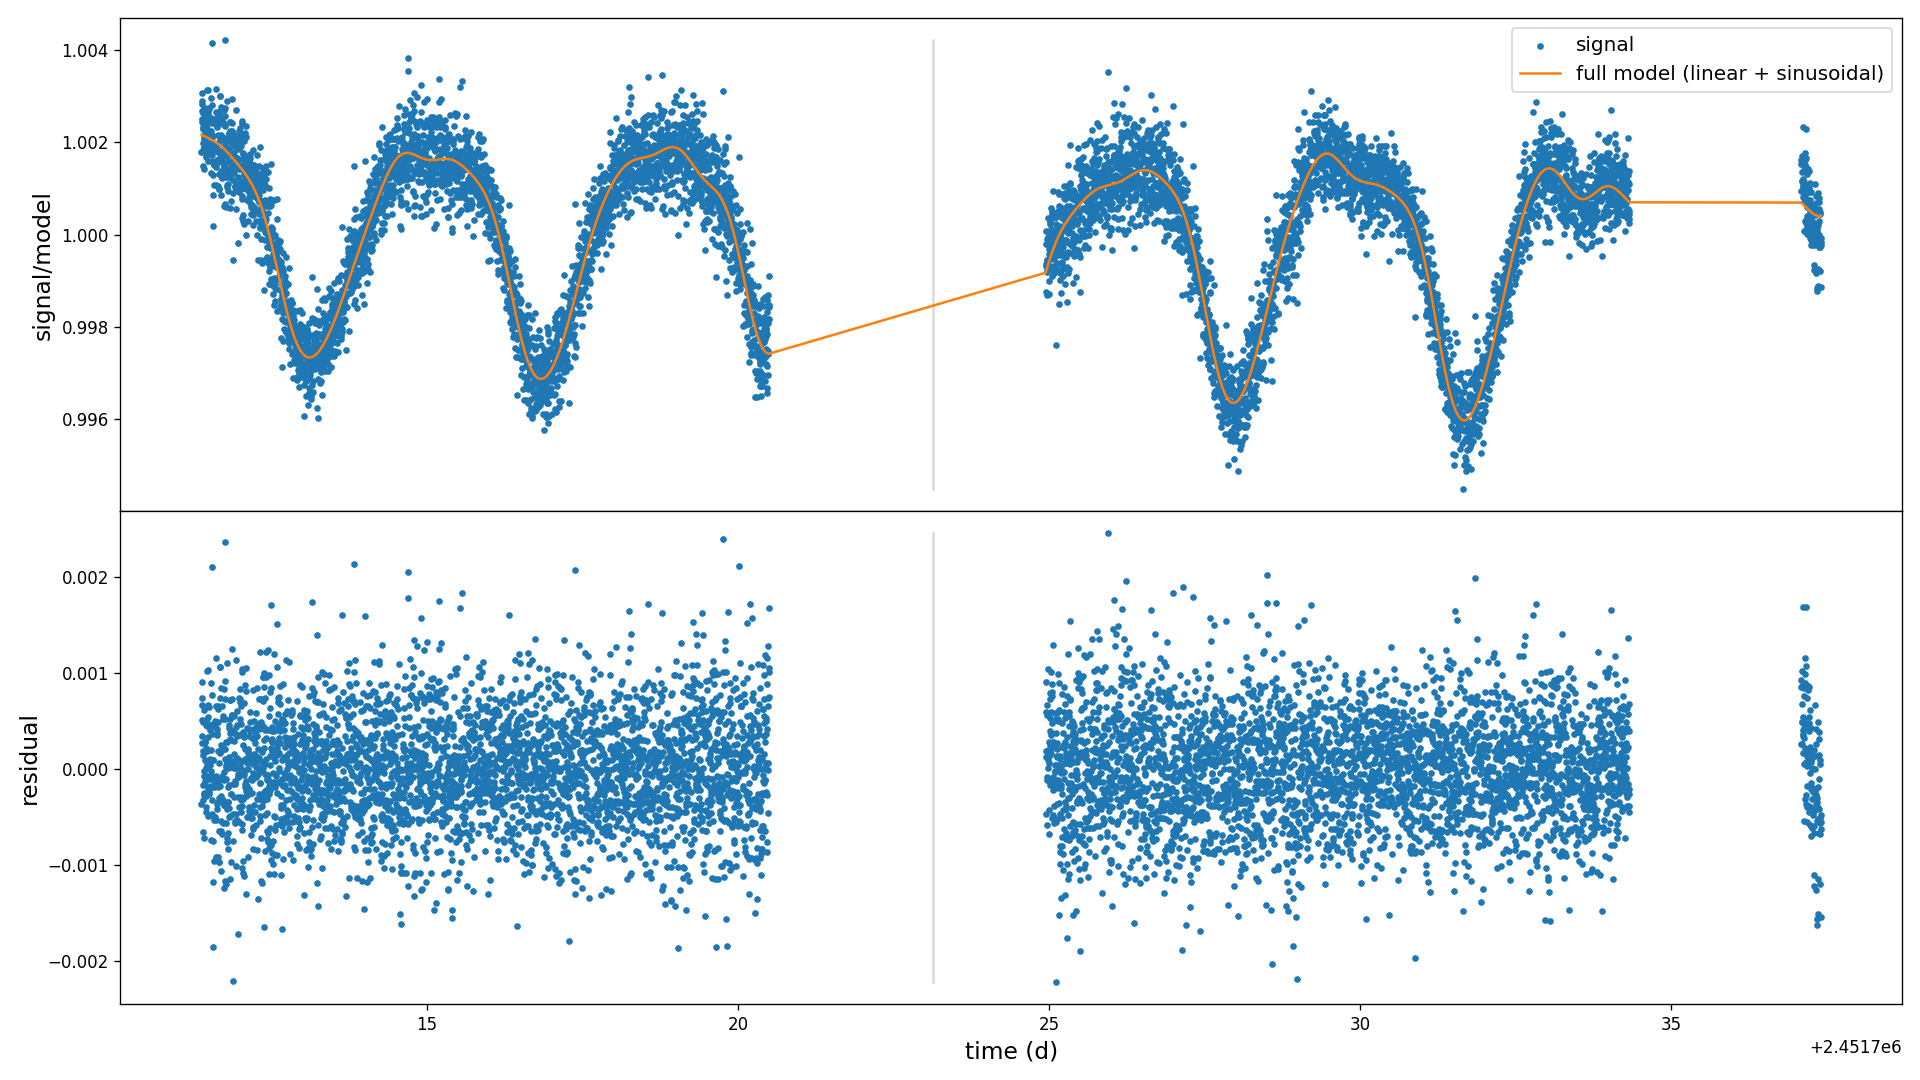 signal
full model (linear + sinusoidal)
signal/model
1.004
1.002
1.000
0.998
0.996
residual
0.002
0.001
0.000
−0.001
−0.002
15
20
25
30
35
time (d)
+2.4517e6